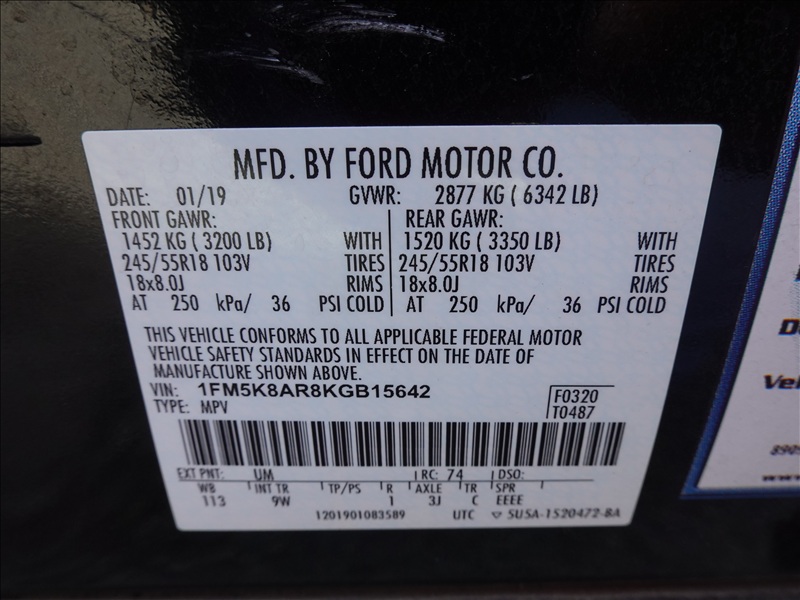 MFD. BY FORD MOTOR CO.
DATE: 01/19 GVWR: 2877 KG ( 6342 LB)
FRONT GAWR: REAR GAWR:
1452 KG ( 3200 LB) WITH 1520 KG ( 3350 LB) WITH
245/55R18 103V TIRES 245/55R18 103V TIRES
18x8.0J RIMS 18x8.0J RIMS
AT 250 kPa/ 36 PSI COLD AT 250 kPa/ 36 PSI COLD
THIS VEHICLE CONFORMS TO ALL APPLICABLE FEDERAL MOTOR
VEHICLE SAFETY STANDARDS IN EFFECT ON THE DATE OF
MANUFACTURE SHOWN ABOVE.
VIN: 1FM5K8AR8KGB15642
TYPE: MPV
F0320
T0487
EXT PNT: UM RC: 74 DSO:
WB INT TR TP/PS R AXLE TR SPR
113 9W 1 3J C EEEE
1201901083589 UTC ▽ 5USA-1520472-BA